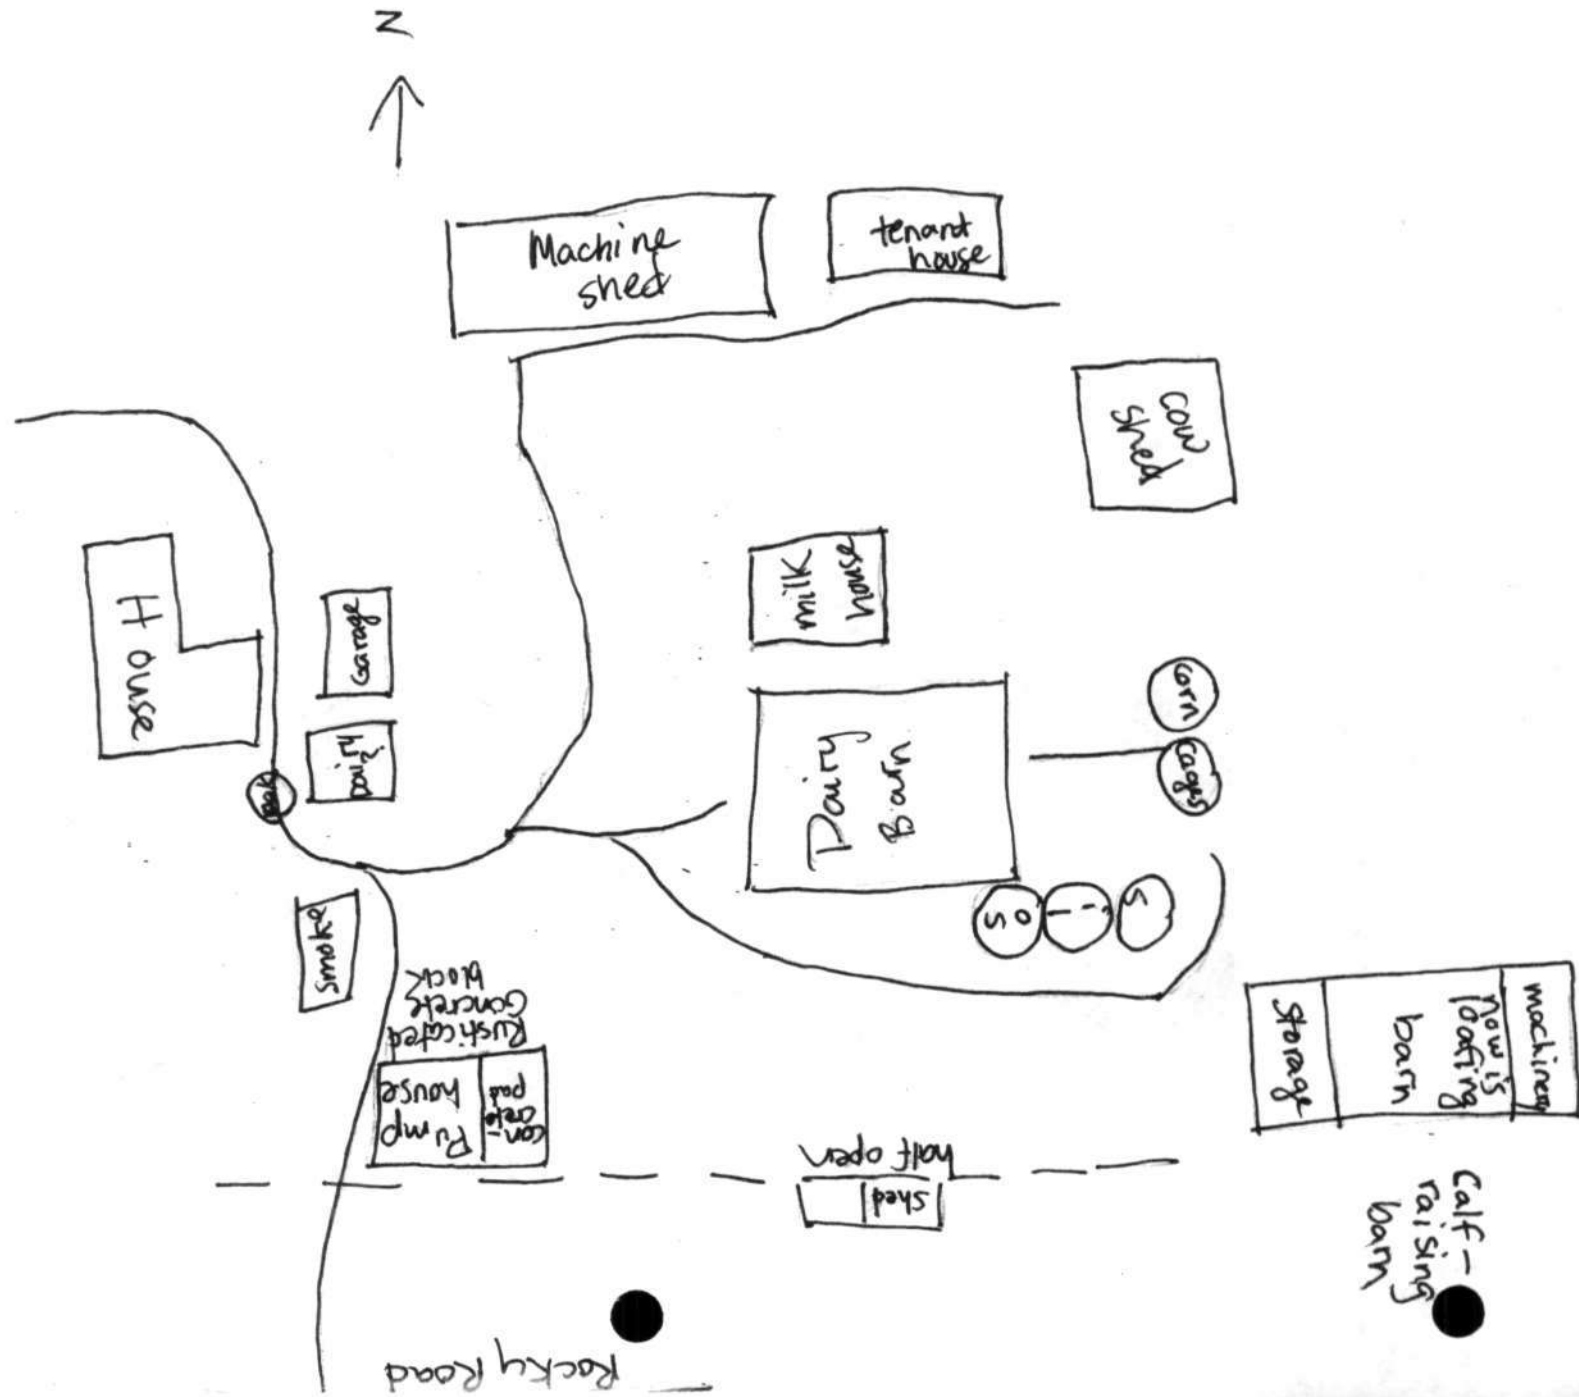 N
Machine
shed
tenant
house
cow
shed
House
Garage
milk
house
Dairy?
oak
Dairy
Barn
corn
cages
silos
smoke
Rusticated
Concrete
block
Pump
house
con-
crete
pad
storage
barn
now is
loafing
machinery
half open
shed
Calf-
raising
barn
Rocky Road